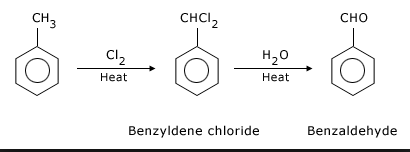 CH3 CHCl2 CHO
Cl2 H2O
Heat Heat
Benzyldene chloride Benzaldehyde